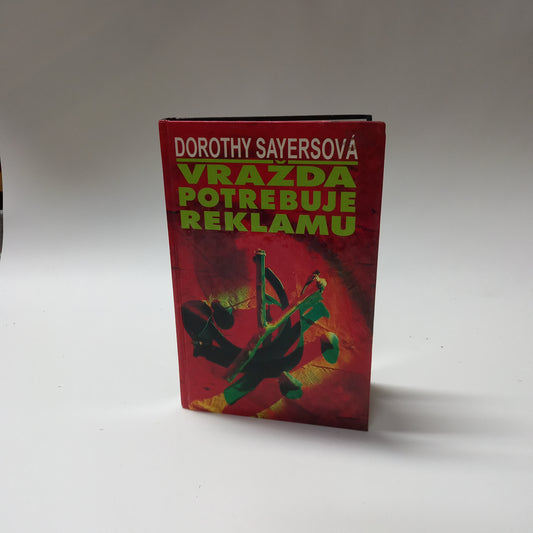 DOROTHY SAYERSOVÁ
VRAŽDA
POTREBUJE
REKLAMU